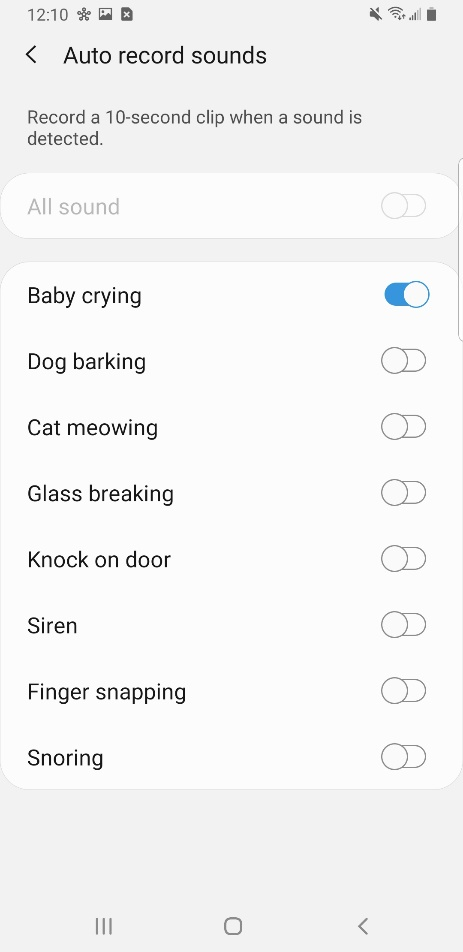 12:10
Auto record sounds
Record a 10-second clip when a sound is
detected.
All sound
Baby crying
Dog barking
Cat meowing
Glass breaking
Knock on door
Siren
Finger snapping
Snoring